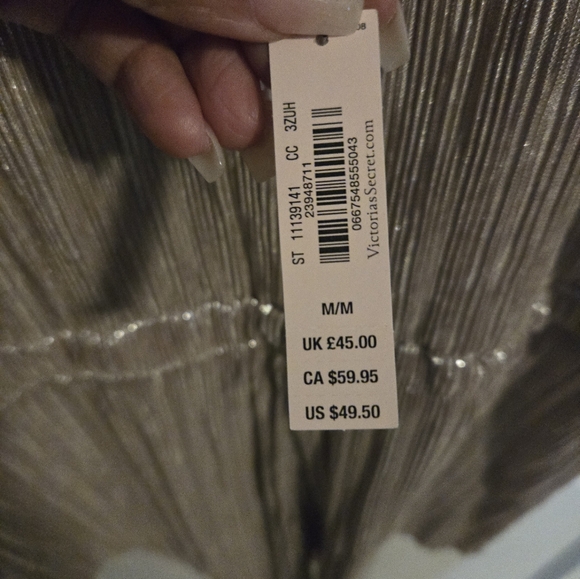 ST 11139141 CC 3ZUH
23948711
0667548555043
VictoriasSecret.com
M/M
UK £45.00
CA $59.95
US $49.50